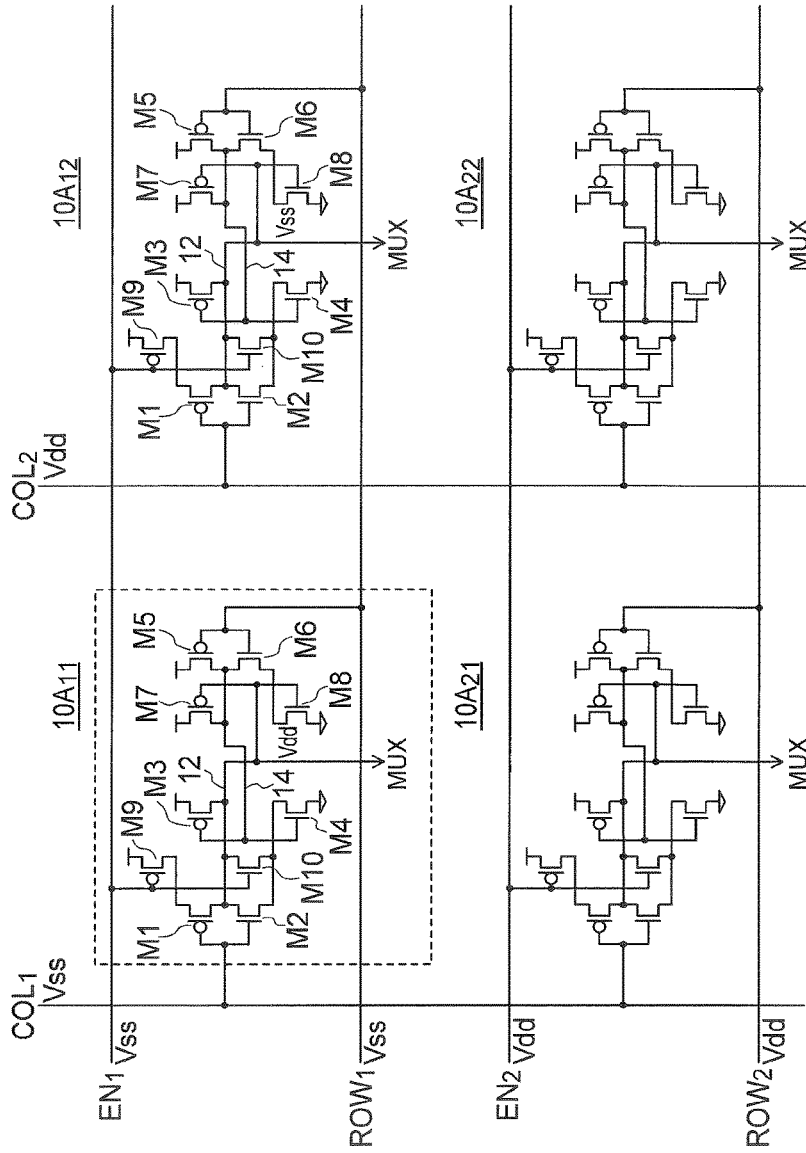 COL1
Vss
COL2
Vdd
EN1 Vss
10A11
M9
M3
12
M7
M5
M1
M2
M10
14
M4
Vdd
M8
M6
MUX
10A12
M9
M3
12
M7
M5
M1
M2
M10
14
M4
Vss
M8
M6
MUX
ROW1 Vss
EN2 Vdd
10A21
MUX
10A22
MUX
ROW2 Vdd